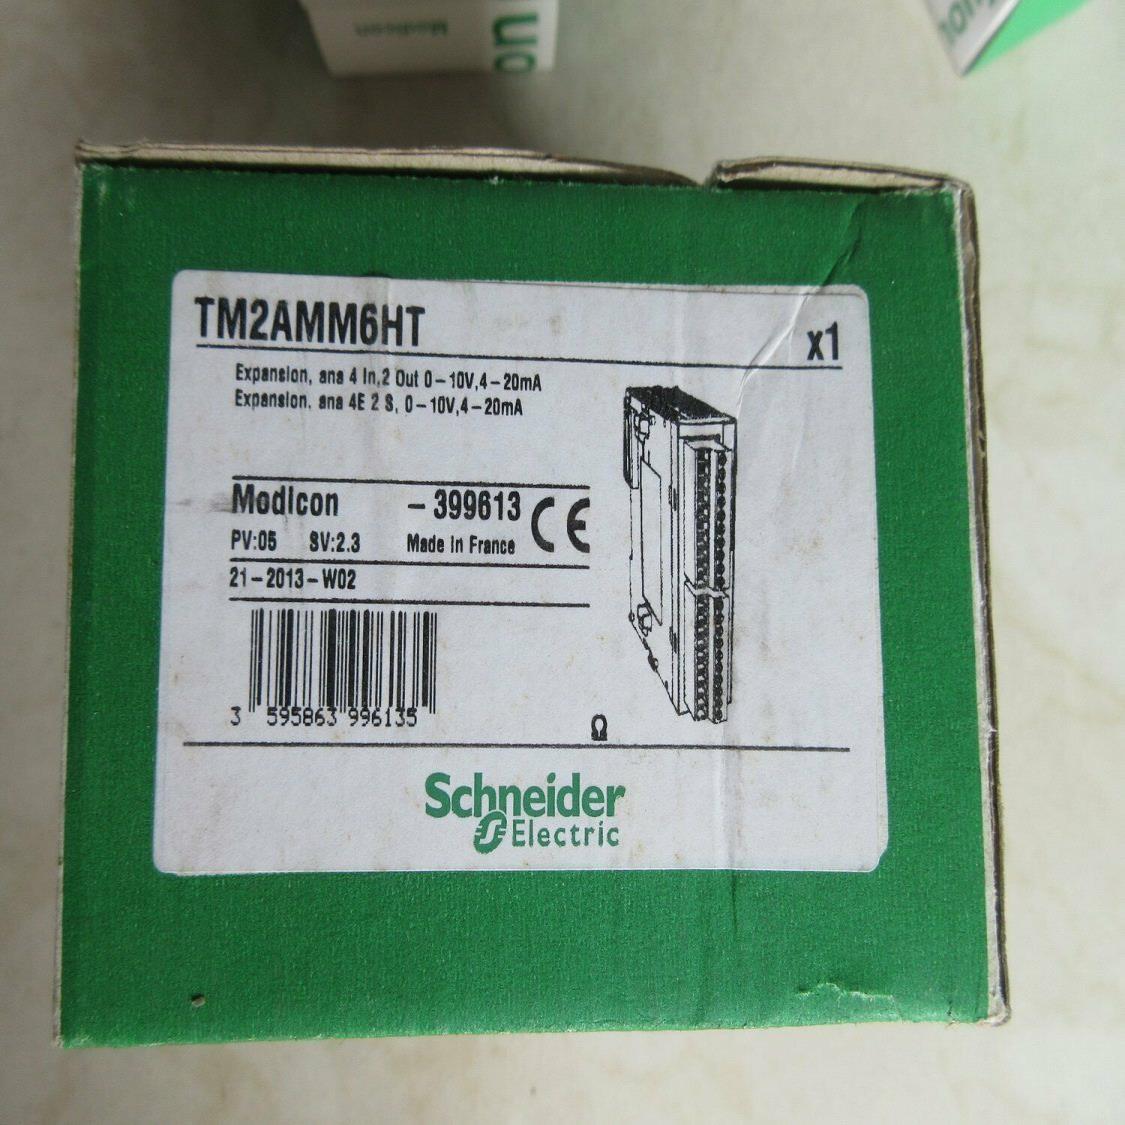 Modicon
on
TM2AMM6HT
x1
Expansion, ana 4 In,2 Out 0-10V,4-20mA
Expansion, ana 4E 2 S, 0-10V,4-20mA
Modicon -399613 CE
PV:05 SV:2.3 Made in France
21-2013-W02
3 595863 996135
Ω
Schneider
Electric